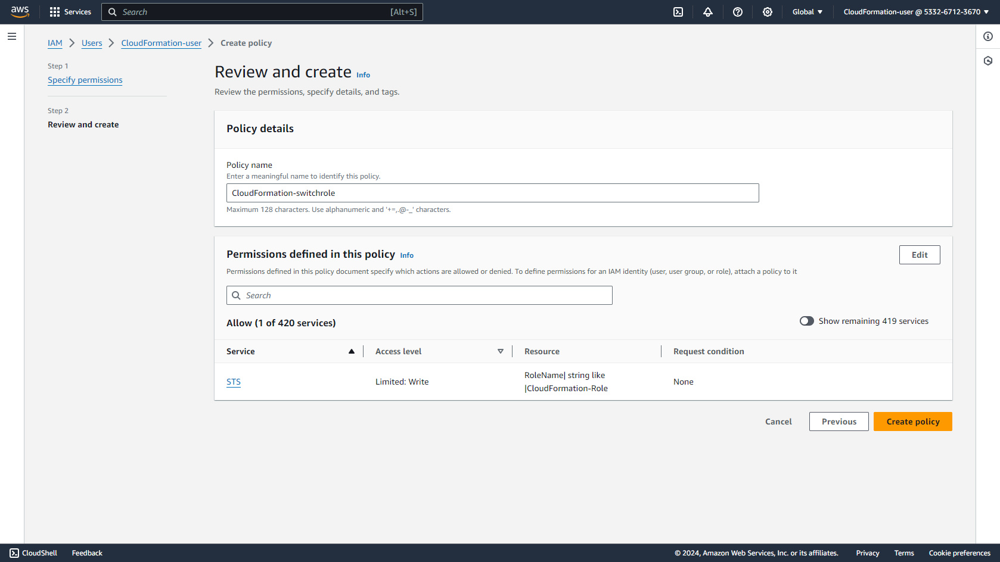 aws
Services
Search [Alt+S]
Global
CloudFormation-user @ 5332-6712-3670
IAM Users CloudFormation-user Create policy
Step 1
Specify permissions
Step 2
Review and create
Review and create Info
Review the permissions, specify details, and tags.
Policy details
Policy name
Enter a meaningful name to identify this policy.
CloudFormation-switchrole
Maximum 128 characters. Use alphanumeric and '+=,.@-_' characters.
Permissions defined in this policy Info
Edit
Permissions defined in this policy document specify which actions are allowed or denied. To define permissions for an IAM identity (user, user group, or role), attach a policy to it
Search
Allow (1 of 420 services)
Show remaining 419 services
Service Access level Resource Request condition
STS Limited: Write RoleName| string like |CloudFormation-Role None
Cancel Previous Create policy
CloudShell Feedback © 2024, Amazon Web Services, Inc. or its affiliates. Privacy Terms Cookie preferences